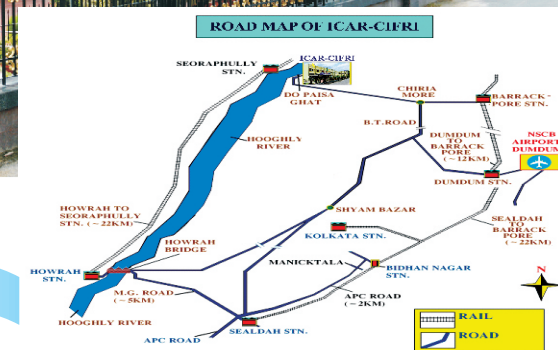 ROAD MAP OF ICAR-CIFRI
SEORAPHULLY
STN.
ICAR-CIFRI
DO PAISA
GHAT
CHIRIA
MORE
BARRACK-
PORE STN.
B.T.ROAD
DUMDUM
TO
BARRACK
PORE
(~12KM)
NSCB
AIRPORT
DUMDUM
HOOGHLY
RIVER
DUMDUM STN.
HOWRAH TO
SEORAPHULLY
STN. (~22KM)
SHYAM BAZAR
SEALDAH
TO
BARRACK
PORE
(~22KM)
KOLKATA STN.
HOWRAH
BRIDGE
MANICKTALA
BIDHAN NAGAR
STN.
HOWRAH
STN.
M.G. ROAD
(~5KM)
APC ROAD
(~2KM)
N
HOOGHLY RIVER
SEALDAH STN.
APC ROAD
RAIL
ROAD